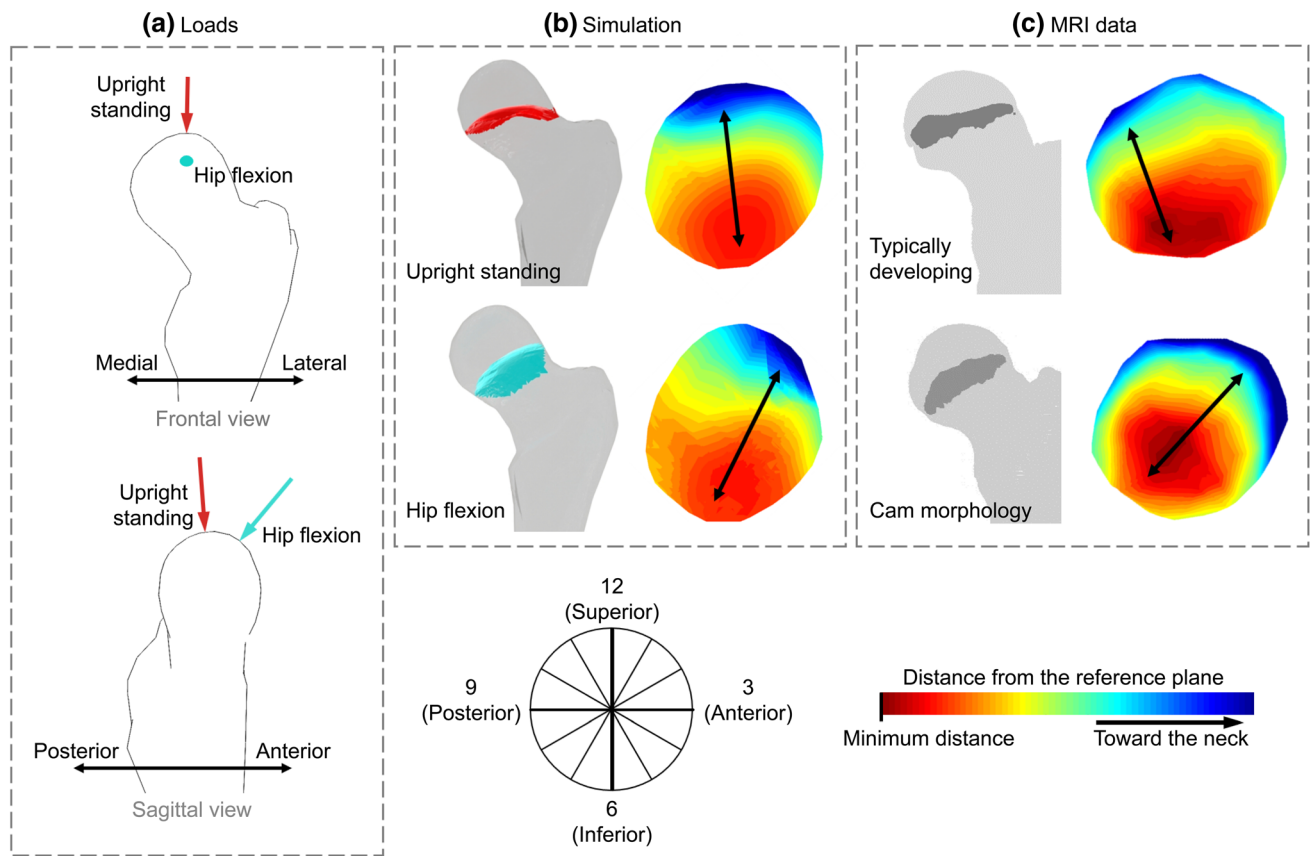 (a) Loads
Upright
standing
Hip flexion
Medial
Lateral
Frontal view
Upright
standing
Hip flexion
Posterior
Anterior
Sagittal view
(b) Simulation
Upright standing
Hip flexion
(c) MRI data
Typically
developing
Cam morphology
12
(Superior)
9
(Posterior)
3
(Anterior)
6
(Inferior)
Distance from the reference plane
Minimum distance
Toward the neck